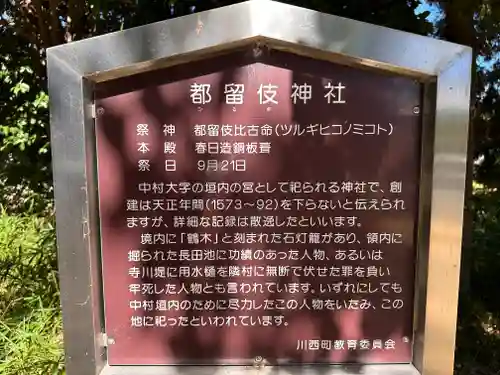 都留伎神社
祭 神 都留伎比古命(ツルギヒコノミコト)
本 殿 春日造銅板葺
祭 日 9月21日
中村大字の垣内の宮として祀られる神社で、創
建は天正年間(1573～92)を下らないと伝えられ
ますが、詳細な記録は散逸したといいます。
境内に「鶴木」と刻まれた石灯籠があり、領内に
掘られた長田池に功績のあった人物、あるいは
寺川堤に用水樋を隣村に無断で伏せた罪を負い
牢死した人物とも言われています。いずれにしても
中村垣内のために尽力したこの人物をいたみ、この
地に祀ったといわれています。
川西町教育委員会